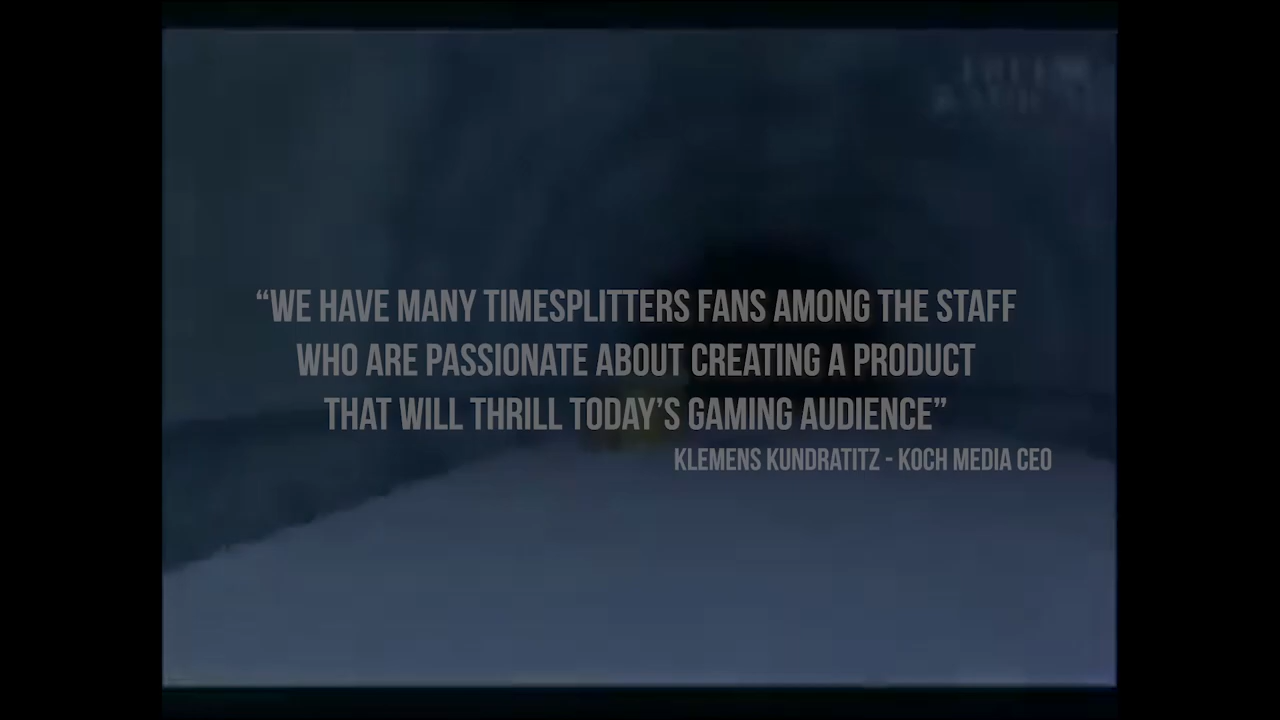 “WE HAVE MANY TIMESPLITTERS FANS AMONG THE STAFF
WHO ARE PASSIONATE ABOUT CREATING A PRODUCT
THAT WILL THRILL TODAY’S GAMING AUDIENCE”
KLEMENS KUNDRATITZ - KOCH MEDIA CEO